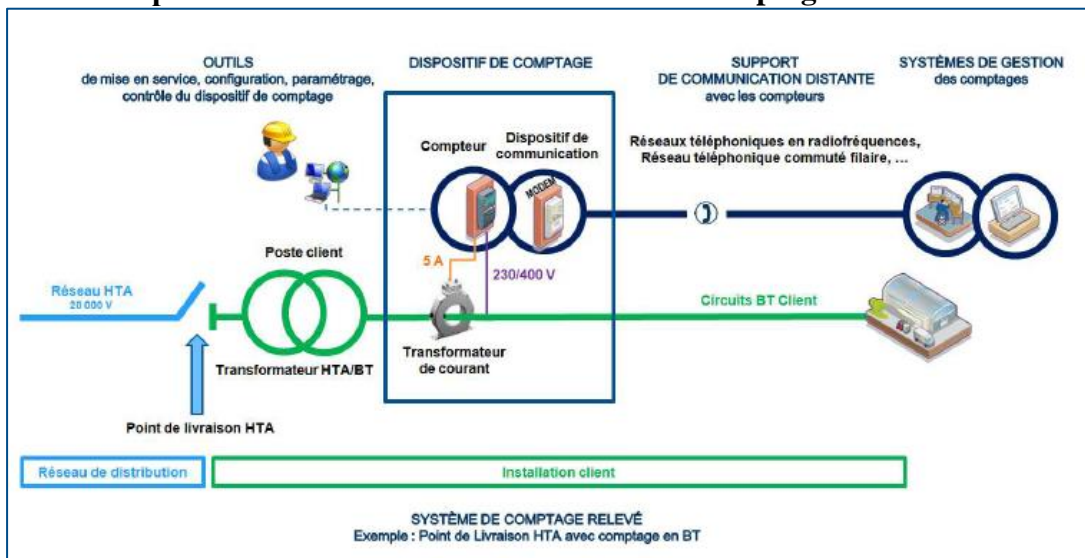 OUTILS
de mise en service, configuration, paramétrage,
contrôle du dispositif de comptage
DISPOSITIF DE COMPTAGE
SUPPORT
DE COMMUNICATION DISTANTE
avec les compteurs
SYSTÈMES DE GESTION
des comptages
Compteur
Dispositif de
communication
MODEM
Réseaux téléphoniques en radiofréquences,
Réseau téléphonique commuté filaire, ...
Poste client
5 A
230/400 V
Réseau HTA
20 000 V
Circuits BT Client
Transformateur HTA/BT
Transformateur
de courant
Point de livraison HTA
Réseau de distribution
Installation client
SYSTÈME DE COMPTAGE RELEVÉ
Exemple : Point de Livraison HTA avec comptage en BT